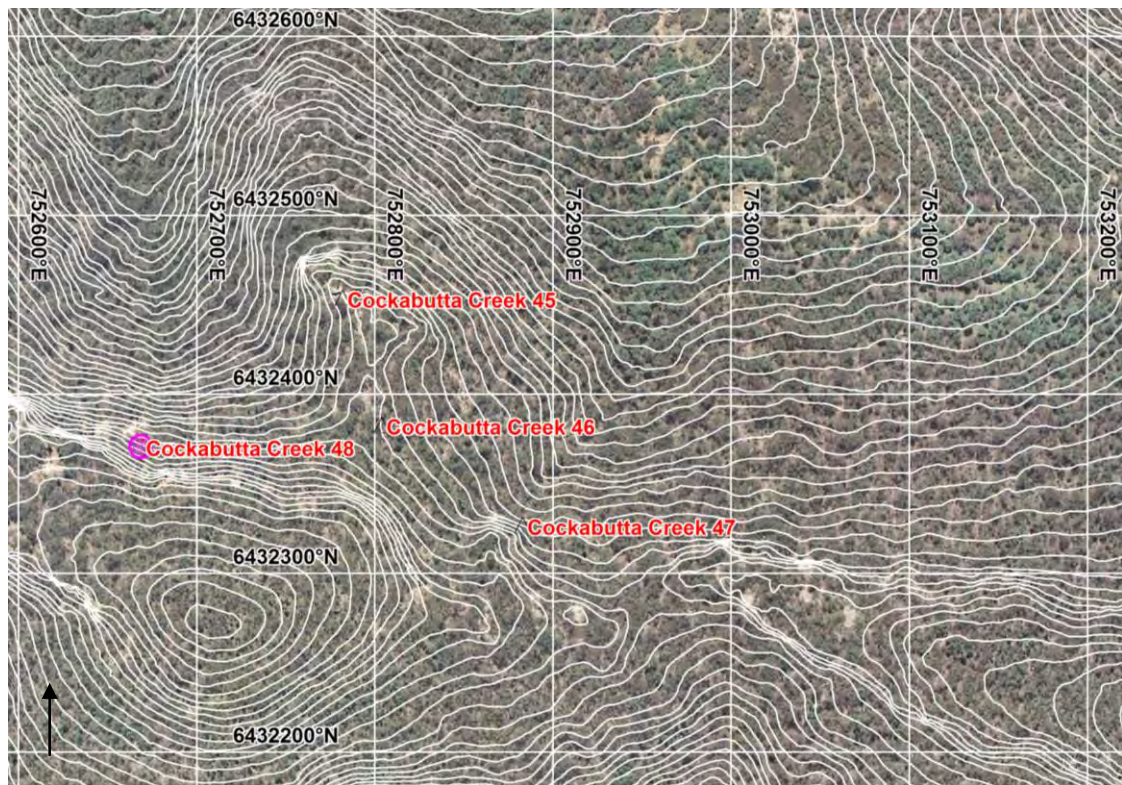 6432600°N
6432500°N
752600°E
752700°E
752800°E
752900°E
753000°E
753100°E
753200°E
Cockabutta Creek 45
6432400°N
Cockabutta Creek 46
Cockabutta Creek 48
Cockabutta Creek 47
6432300°N
6432200°N